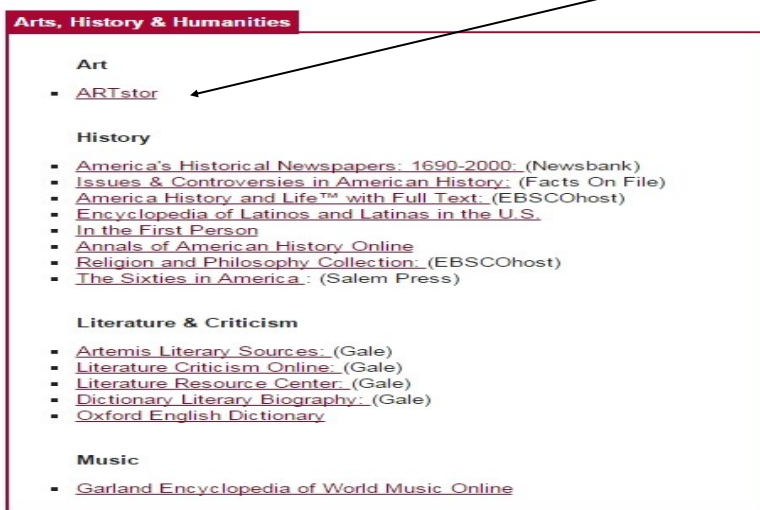 Arts, History & Humanities
Art
ARTstor
History
America's Historical Newspapers: 1690-2000: (Newsbank)
Issues & Controversies in American History: (Facts On File)
America History and Life™ with Full Text: (EBSCOhost)
Encyclopedia of Latinos and Latinas in the U.S.
In the First Person
Annals of American History Online
Religion and Philosophy Collection: (EBSCOhost)
The Sixties in America : (Salem Press)
Literature & Criticism
Artemis Literary Sources: (Gale)
Literature Criticism Online: (Gale)
Literature Resource Center: (Gale)
Dictionary Literary Biography: (Gale)
Oxford English Dictionary
Music
Garland Encyclopedia of World Music Online